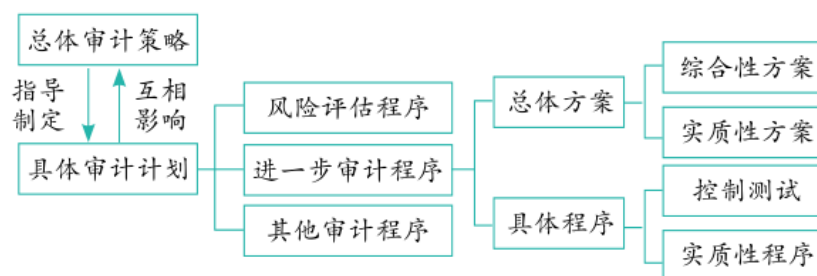 总体审计策略
指导
制定
互相
影响
具体审计计划
风险评估程序
进一步审计程序
其他审计程序
总体方案
具体程序
综合性方案
实质性方案
控制测试
实质性程序